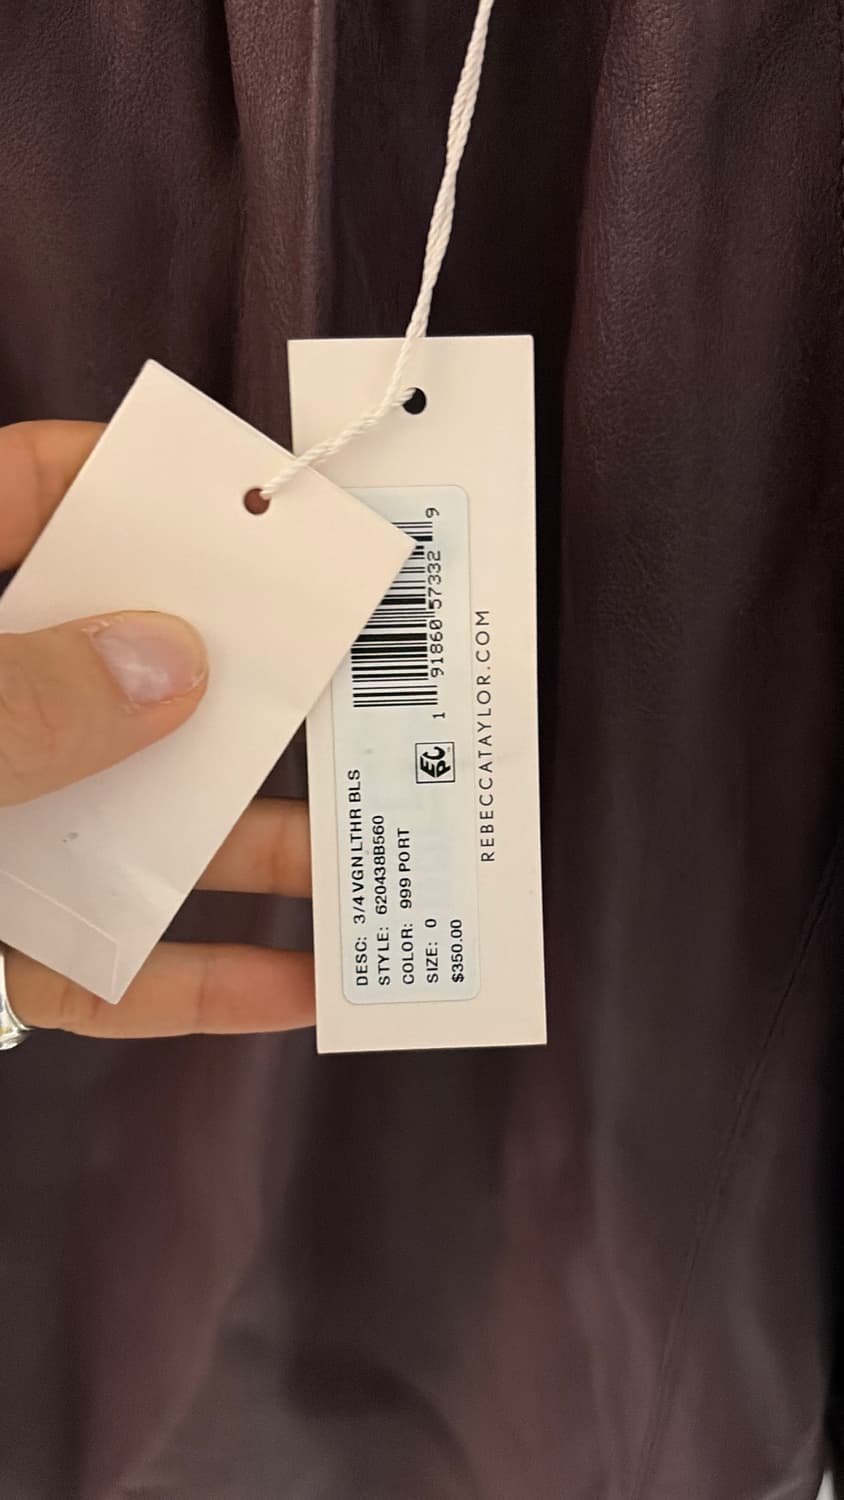 DESC: 3/4 VGN LTHR BLS
STYLE: 620438B560
COLOR: 999 PORT
SIZE: 0
$350.00
EPC
1 91860 57332 9
REBECCATAYLOR.COM